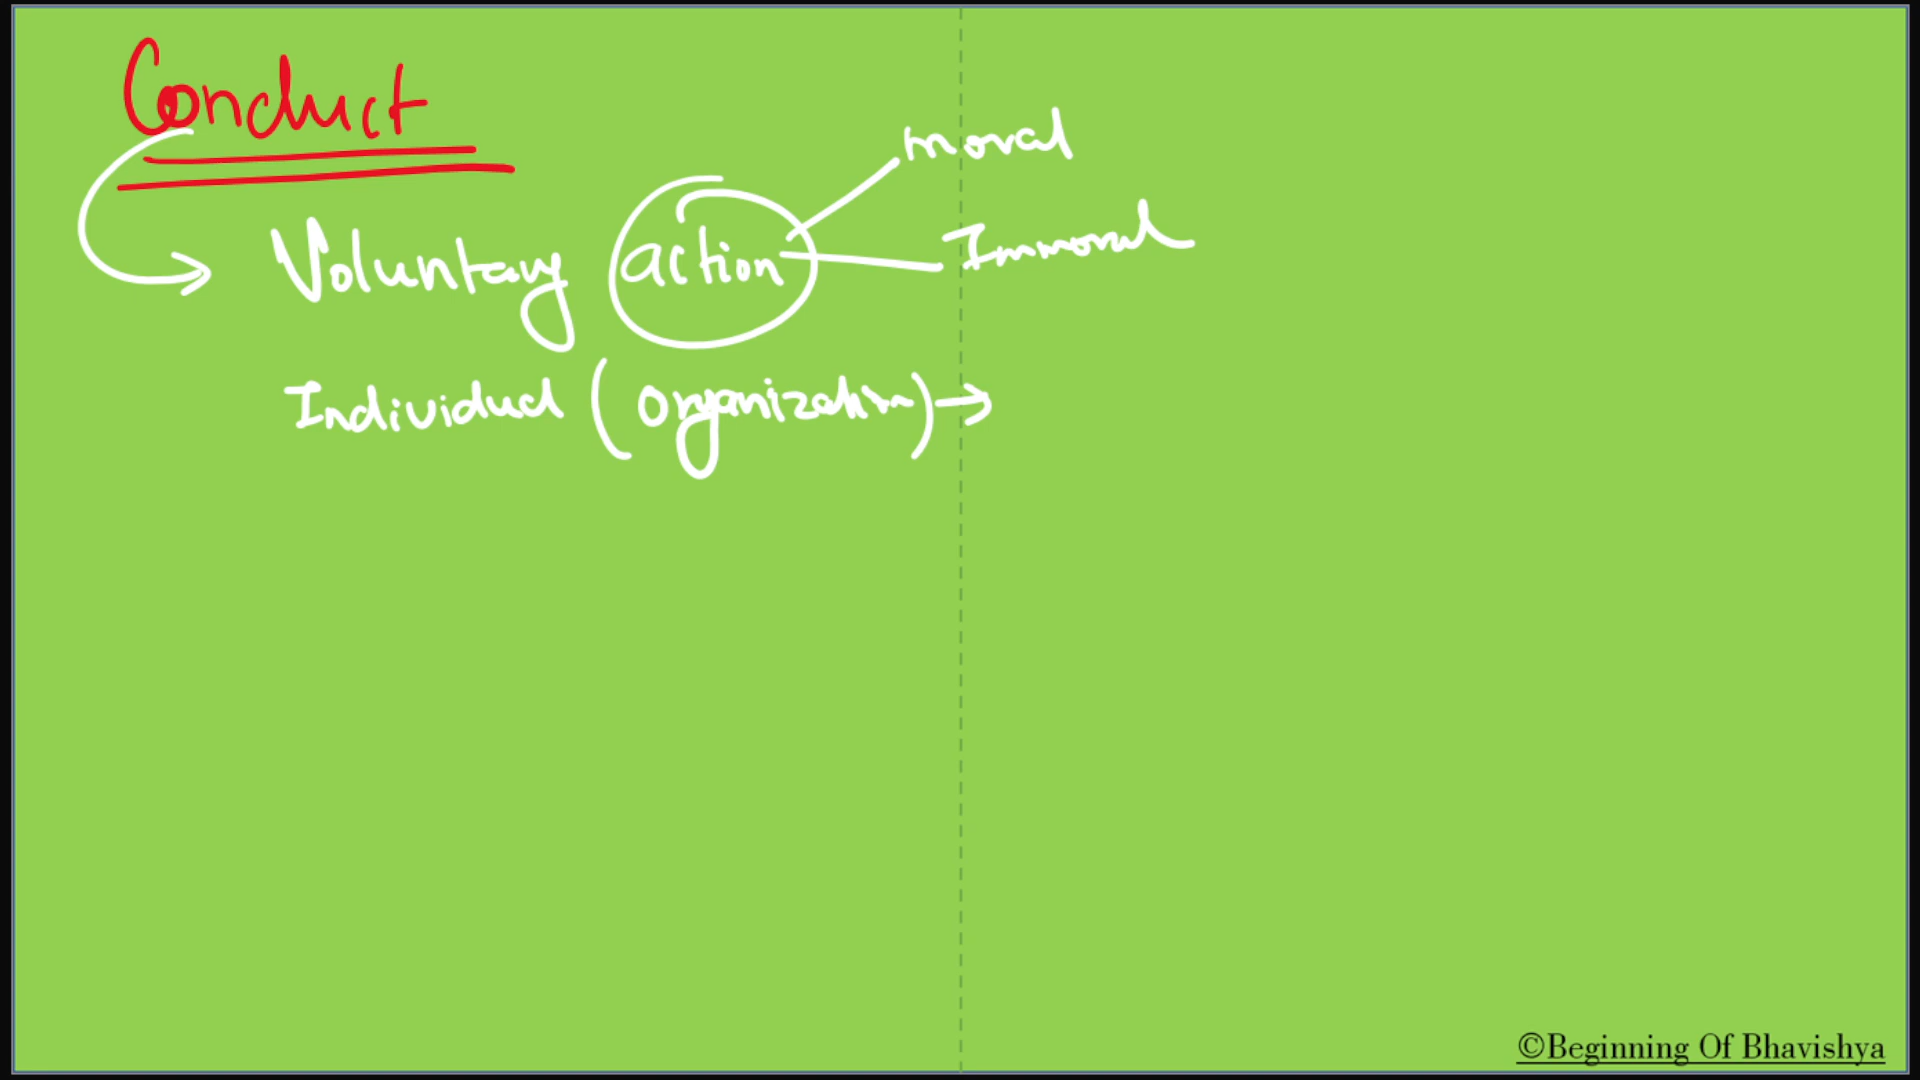 Conduct
moral
Voluntary action Immoral
Individual (Organization) →
©Beginning Of Bhavishya